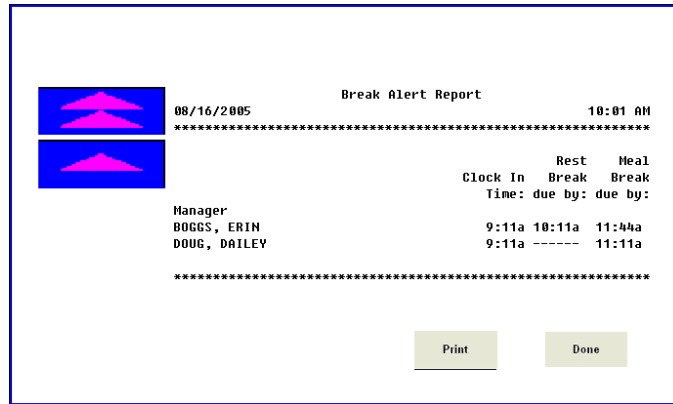 Break Alert Report
08/16/2005 10:01 AM
*************************************************************
Rest Meal
Clock In Break Break
Time: due by: due by:
Manager
BOGGS, ERIN 9:11a 10:11a 11:44a
DOUG, DAILEY 9:11a ------ 11:11a
*************************************************************
Print Done